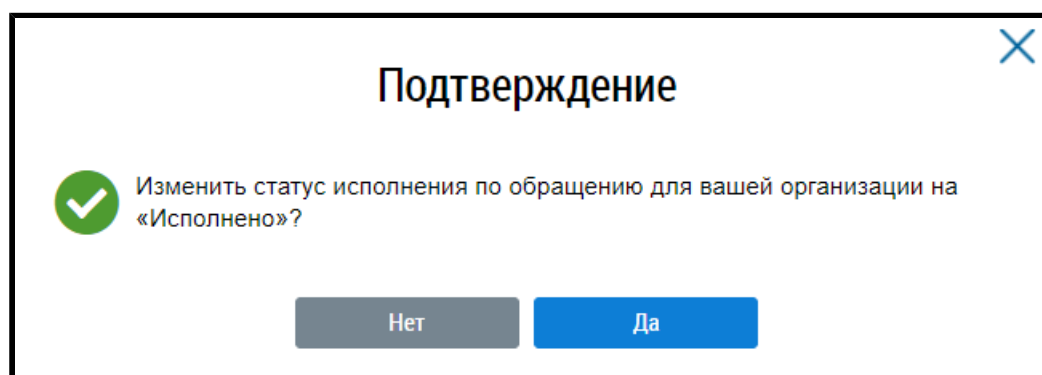 Подтверждение
Изменить статус исполнения по обращению для вашей организации на
«Исполнено»?
Нет
Да